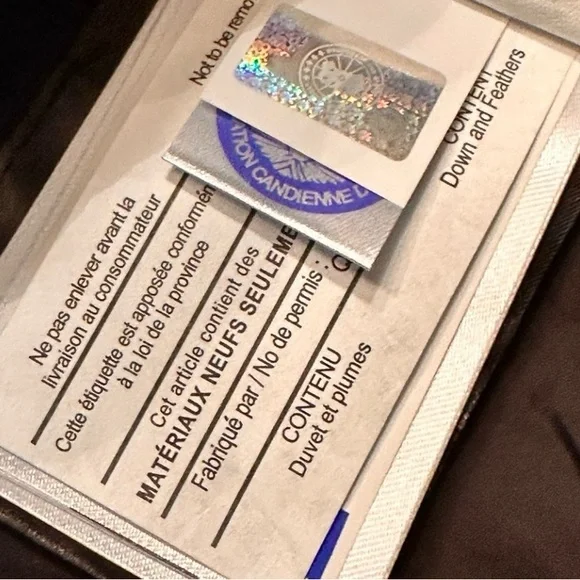 Not to be remo
ATION CANDIENNE D
CONTENT
Down and Feathers
Ne pas enlever avant la
livraison au consommateur
Cette étiquette est apposée conformén
à la loi de la province
Cet article contient des
MATÉRIAUX NEUFS SEULEME
Fabriqué par / No de permis :
CONTENU
Duvet et plumes